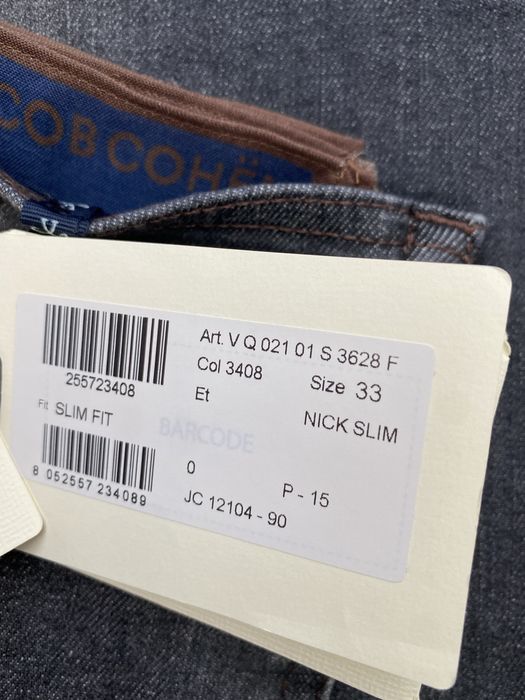 COB COHË
Art. V Q 021 01 S 3628 F
255723408
Col 3408
Size 33
Et
Fit SLIM FIT
NICK SLIM
BARCODE
0
P - 15
8 052557 234089
JC 12104 - 90